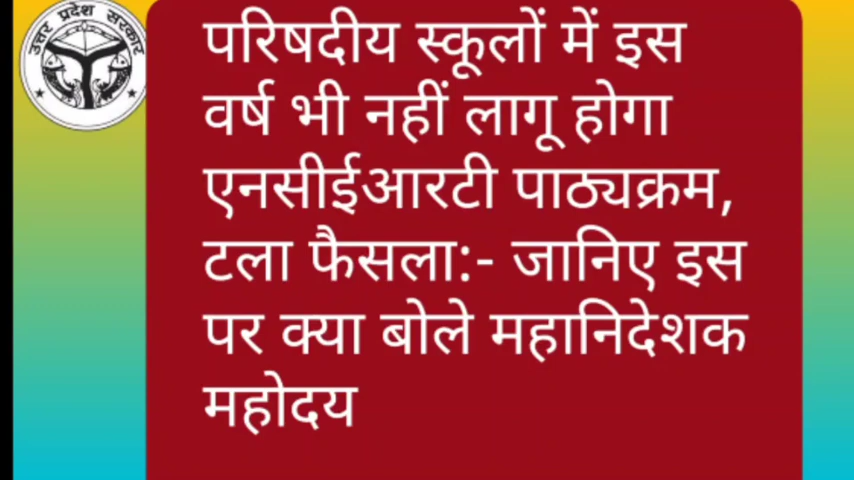 उत्तर प्रदेश सरकार
परिषदीय स्कूलों में इस
वर्ष भी नहीं लागू होगा
एनसीईआरटी पाठ्यक्रम,
टला फैसला:- जानिए इस
पर क्या बोले महानिदेशक
महोदय